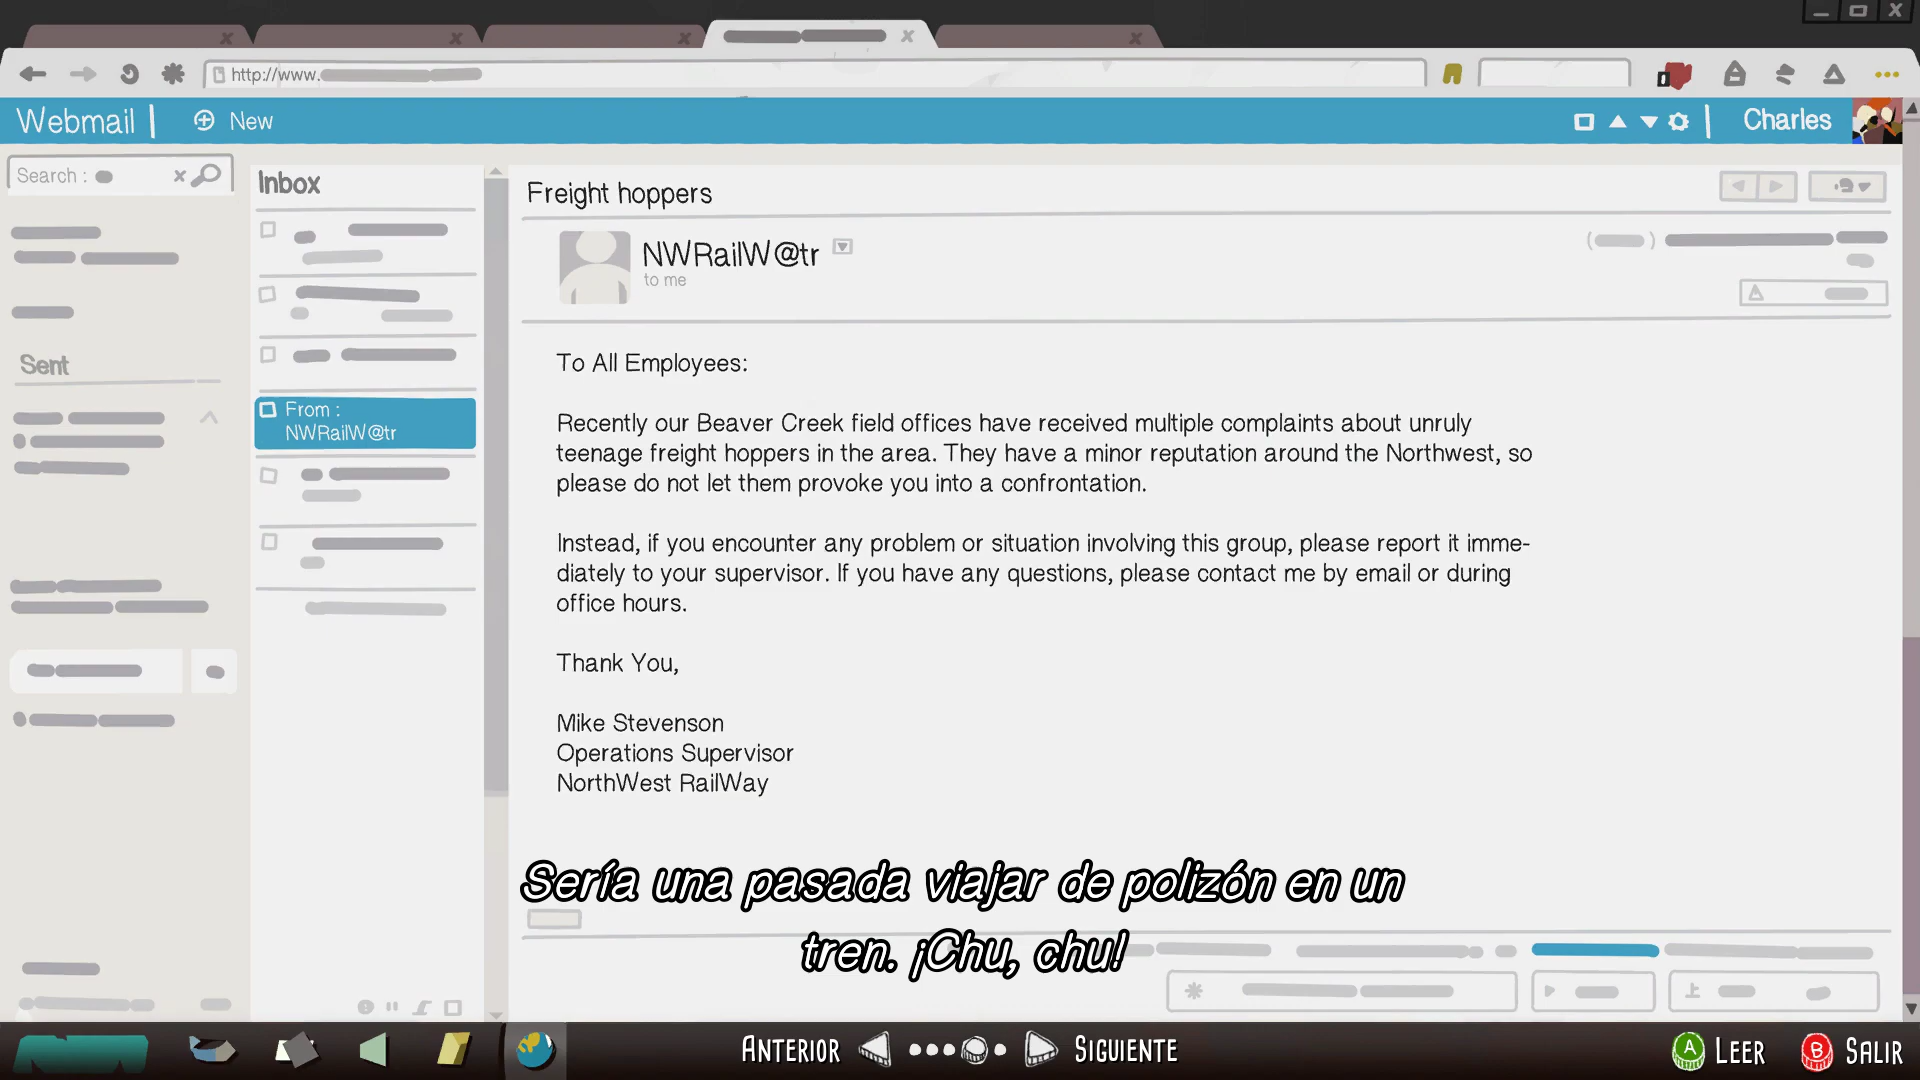 http://www.
Webmail
New
Charles
Search :
Inbox
Sent
From :
NWRailW@tr
Freight hoppers
NWRailW@tr
to me
To All Employees:
Recently our Beaver Creek field offices have received multiple complaints about unruly
teenage freight hoppers in the area. They have a minor reputation around the Northwest, so
please do not let them provoke you into a confrontation.
Instead, if you encounter any problem or situation involving this group, please report it imme-
diately to your supervisor. If you have any questions, please contact me by email or during
office hours.
Thank You,
Mike Stevenson
Operations Supervisor
NorthWest RailWay
Sería una pasada viajar de polizón en un
tren. ¡Chu, chu!
ANTERIOR
SIGUIENTE
A LEER
B SALIR